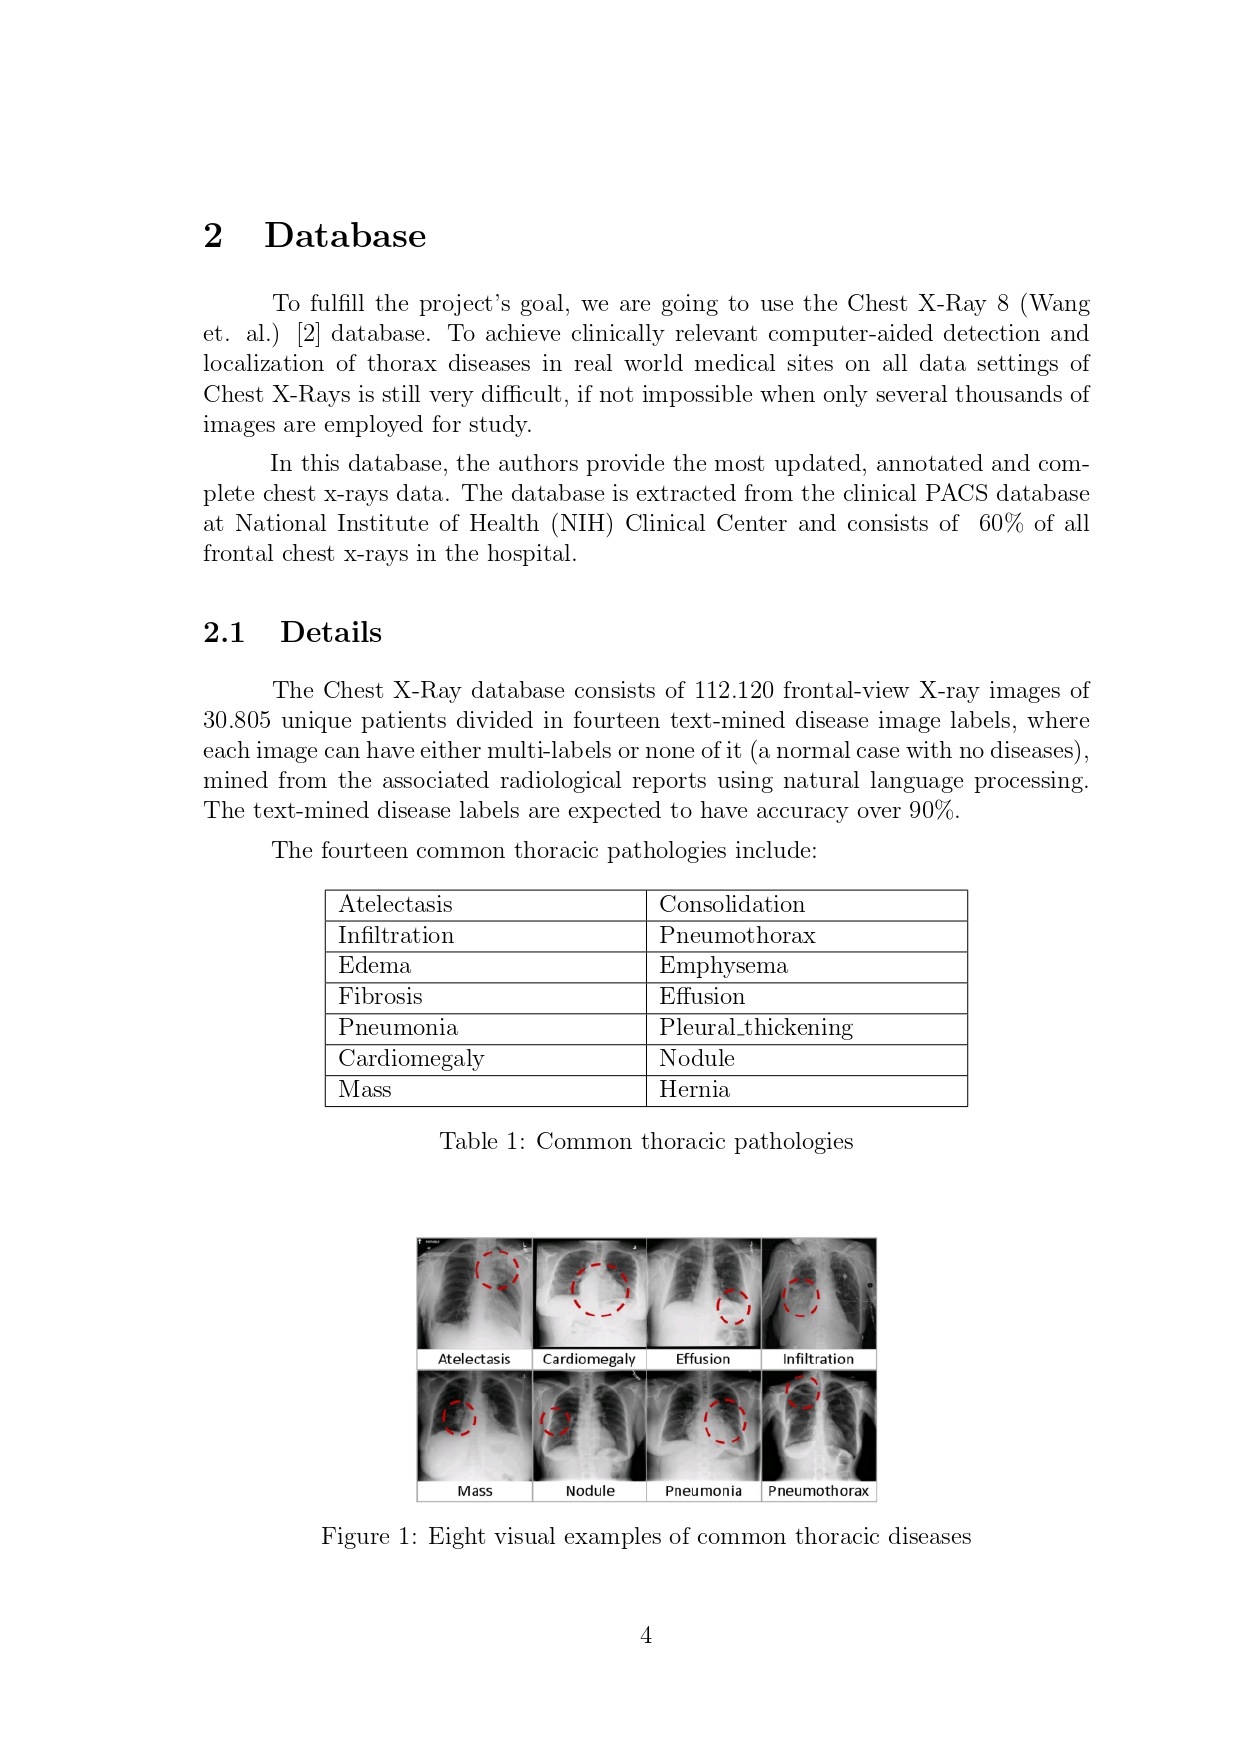 2 Database
To fulfill the project's goal, we are going to use the Chest X-Ray 8 (Wang
et. al.) [2] database. To achieve clinically relevant computer-aided detection and
localization of thorax diseases in real world medical sites on all data settings of
Chest X-Rays is still very difficult, if not impossible when only several thousands of
images are employed for study.
In this database, the authors provide the most updated, annotated and com-
plete chest x-rays data. The database is extracted from the clinical PACS database
at National Institute of Health (NIH) Clinical Center and consists of 60% of all
frontal chest x-rays in the hospital.
2.1 Details
The Chest X-Ray database consists of 112.120 frontal-view X-ray images of
30.805 unique patients divided in fourteen text-mined disease image labels, where
each image can have either multi-labels or none of it (a normal case with no diseases),
mined from the associated radiological reports using natural language processing.
The text-mined disease labels are expected to have accuracy over 90%.
The fourteen common thoracic pathologies include:
Atelectasis Consolidation
Infiltration Pneumothorax
Edema Emphysema
Fibrosis Effusion
Pneumonia Pleural_thickening
Cardiomegaly Nodule
Mass Hernia
Table 1: Common thoracic pathologies
Atelectasis Cardiomegaly Effusion Infiltration
Mass Nodule Pneumonia Pneumothorax
Figure 1: Eight visual examples of common thoracic diseases
4